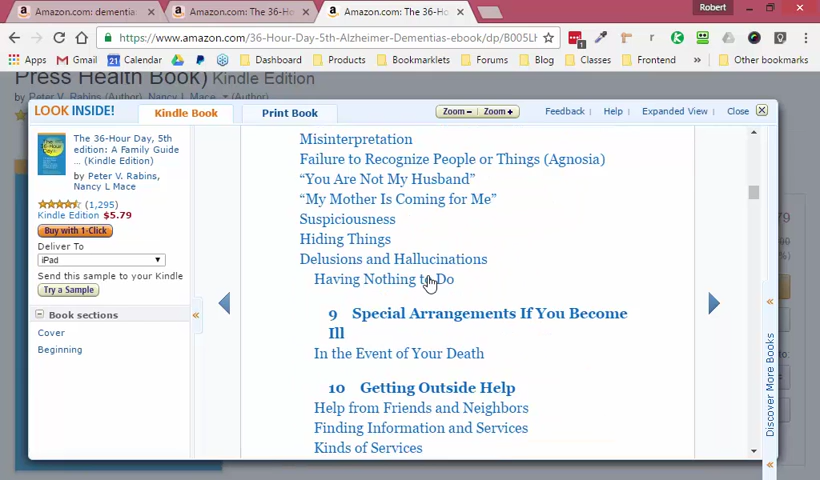 Robert
Amazon.com: dementia
Amazon.com: The 36-H
Amazon.com: The 36-Ho
https://www.amazon.com/36-Hour-Day-5th-Alzheimer-Dementias-ebook/dp/B005LH
Apps
Gmail
Calendar
Dashboard
Products
Bookmarklets
Forums
Blog
Classes
Frontend
Other bookmarks
Press Health Book) Kindle Edition
by Peter V. Rabins (Author), Nancy L. Mace (Author)
LOOK INSIDE!
Kindle Book
Print Book
Zoom
Zoom
Feedback
Help
Expanded View
Close
The 36-Hour Day, 5th
edition: A Family Guide
... (Kindle Edition)
by Peter V. Rabins,
Nancy L Mace
(1,295)
Kindle Edition $5.79
Buy with 1-Click
Deliver To
iPad
Send this sample to your Kindle
Try a Sample
Book sections
Cover
Beginning
Misinterpretation
Failure to Recognize People or Things (Agnosia)
“You Are Not My Husband”
“My Mother Is Coming for Me”
Suspiciousness
Hiding Things
Delusions and Hallucinations
Having Nothing to Do
9 Special Arrangements If You Become
Ill
In the Event of Your Death
10 Getting Outside Help
Help from Friends and Neighbors
Finding Information and Services
Kinds of Services
Discover More Books